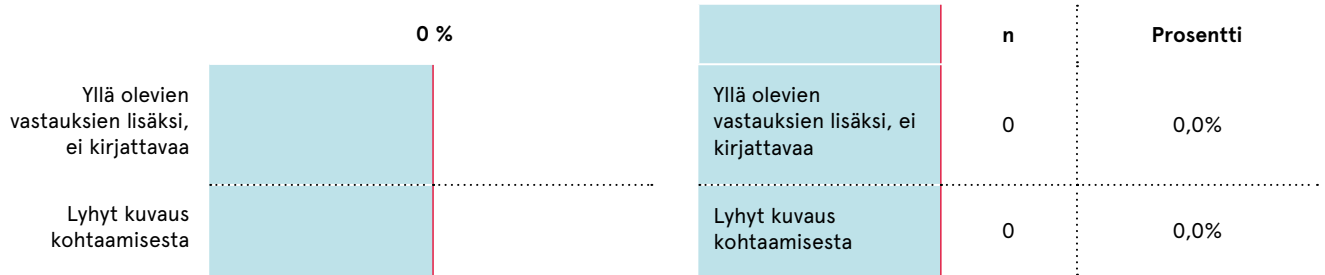 0 %
Yllä olevien
vastauksien lisäksi,
ei kirjattavaa
Lyhyt kuvaus
kohtaamisesta
n
Prosentti
Yllä olevien
vastauksien lisäksi, ei
kirjattavaa
0
0,0%
Lyhyt kuvaus
kohtaamisesta
0
0,0%